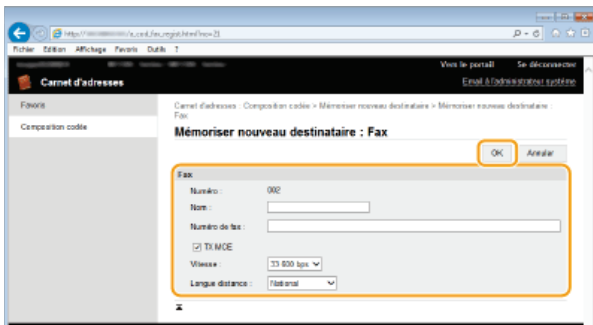 Fichier Edition Affichage Favoris Outils ?
Vers le portail Se déconnecter
Carnet d'adresses
Email à l'administrateur système
Favoris
Composition codée
Carnet d'adresses : Composition codée > Mémoriser nouveau destinataire > Mémoriser nouveau destinataire :
Fax
Mémoriser nouveau destinataire : Fax
OK Annuler
Fax
Numéro : 002
Nom :
Numéro de fax :
TX MCE
Vitesse : 33 600 bps
Langue distance : National